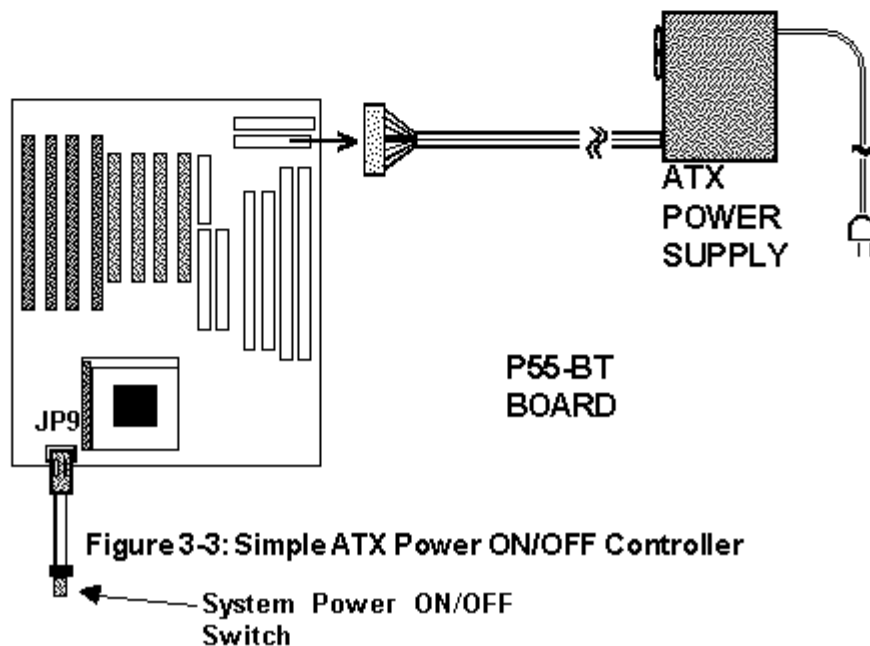 ATX
POWER
SUPPLY
P55-BT
BOARD
JP9
Figure 3-3: Simple ATX Power ON/OFF Controller
System Power ON/OFF
Switch